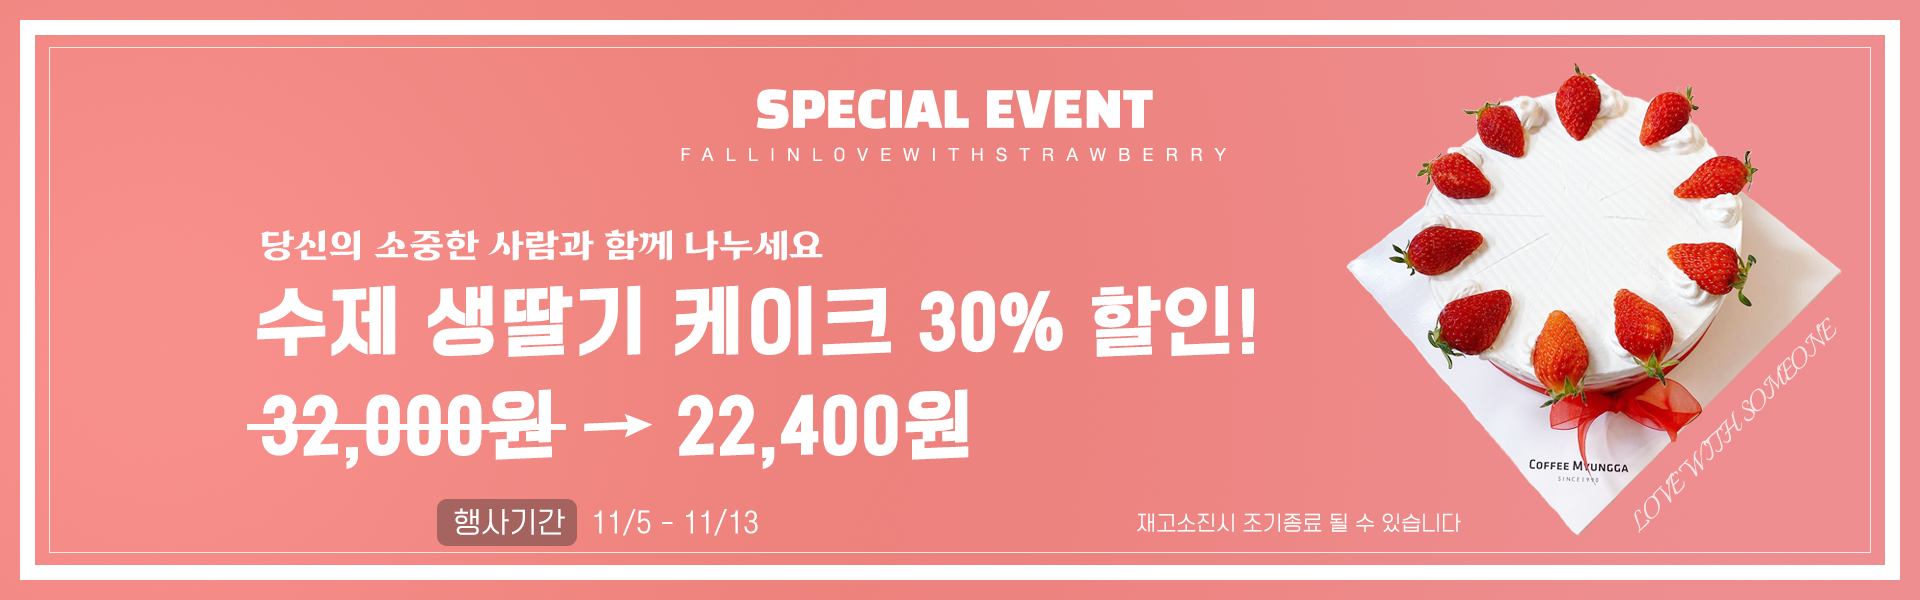 SPECIAL EVENT
FALLINLOVEWITHSTRAWBERRY
당신의 소중한 사람과 함께 나누세요
수제 생딸기 케이크 30% 할인!
32,000원 → 22,400원
행사기간 11/5 - 11/13
재고소진시 조기종료 될 수 있습니다
COFFEE MYUNGGA
SINCE1990
LOVE WITH SOMEONE